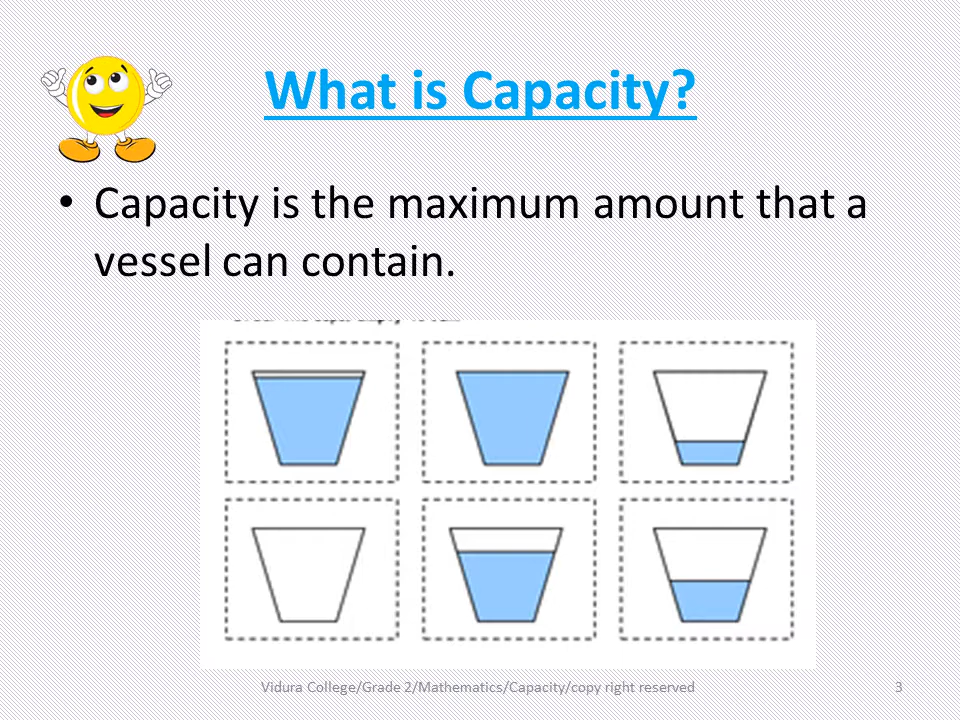 What is Capacity?
• Capacity is the maximum amount that a
vessel can contain.
Vidura College/Grade 2/Mathematics/Capacity/copy right reserved 3